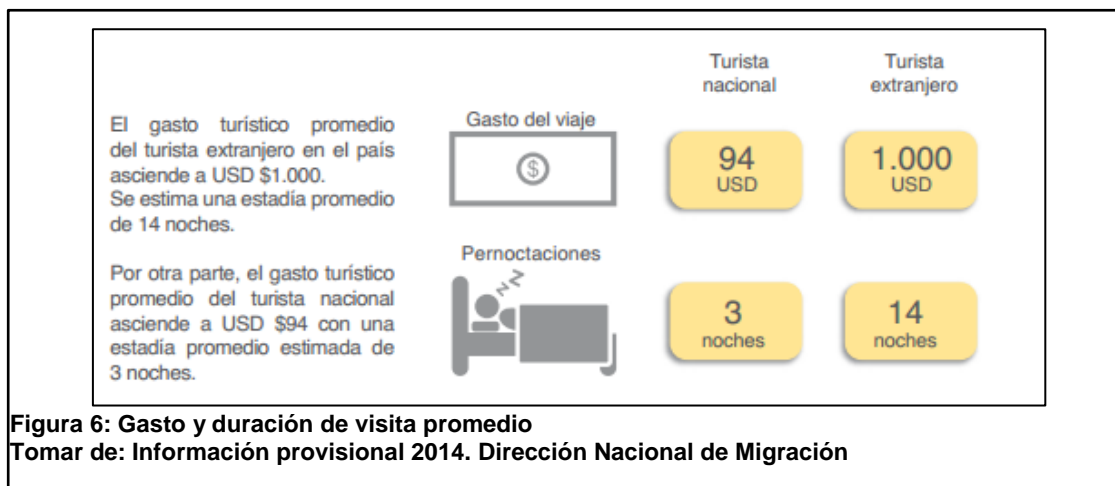 El gasto turístico promedio
del turista extranjero en el país
asciende a USD $1.000.
Se estima una estadía promedio
de 14 noches.
Por otra parte, el gasto turístico
promedio del turista nacional
asciende a USD $94 con una
estadía promedio estimada de
3 noches.
Gasto del viaje
$
Pernoctaciones
zzz
Turista
nacional
Turista
extranjero
94
USD
1.000
USD
3
noches
14
noches
Figura 6: Gasto y duración de visita promedio
Tomar de: Información provisional 2014. Dirección Nacional de Migración